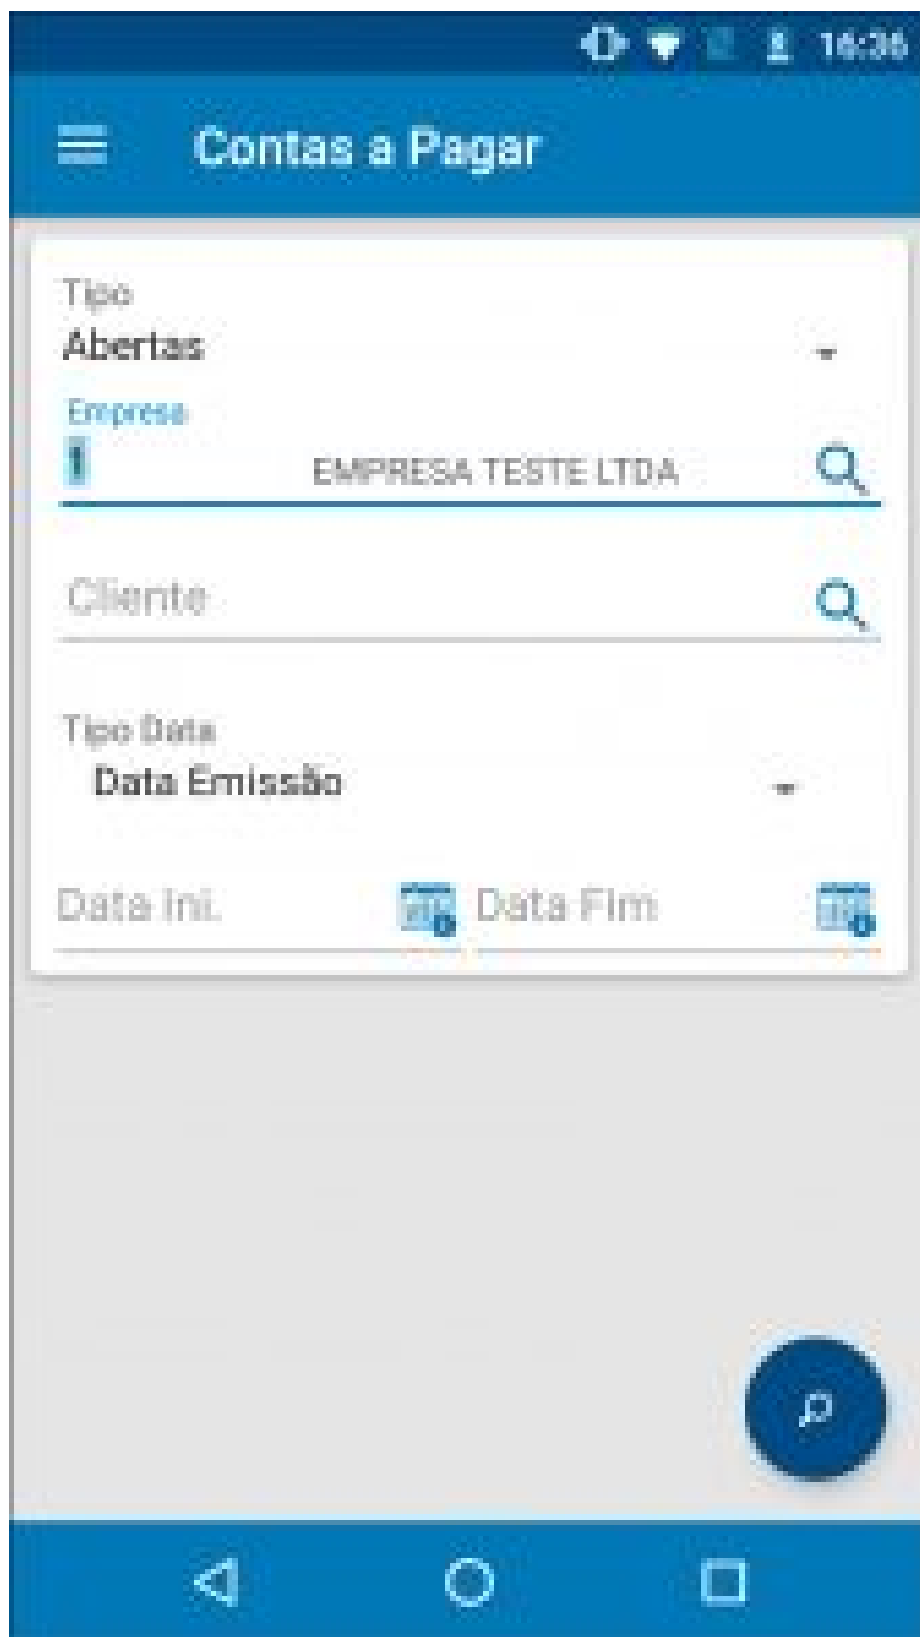 16:36
Contas a Pagar
Tipo
Abertas
Empresa
1 EMPRESA TESTE LTDA
Cliente
Tipo Data
Data Emissão
Data Ini. Data Fim